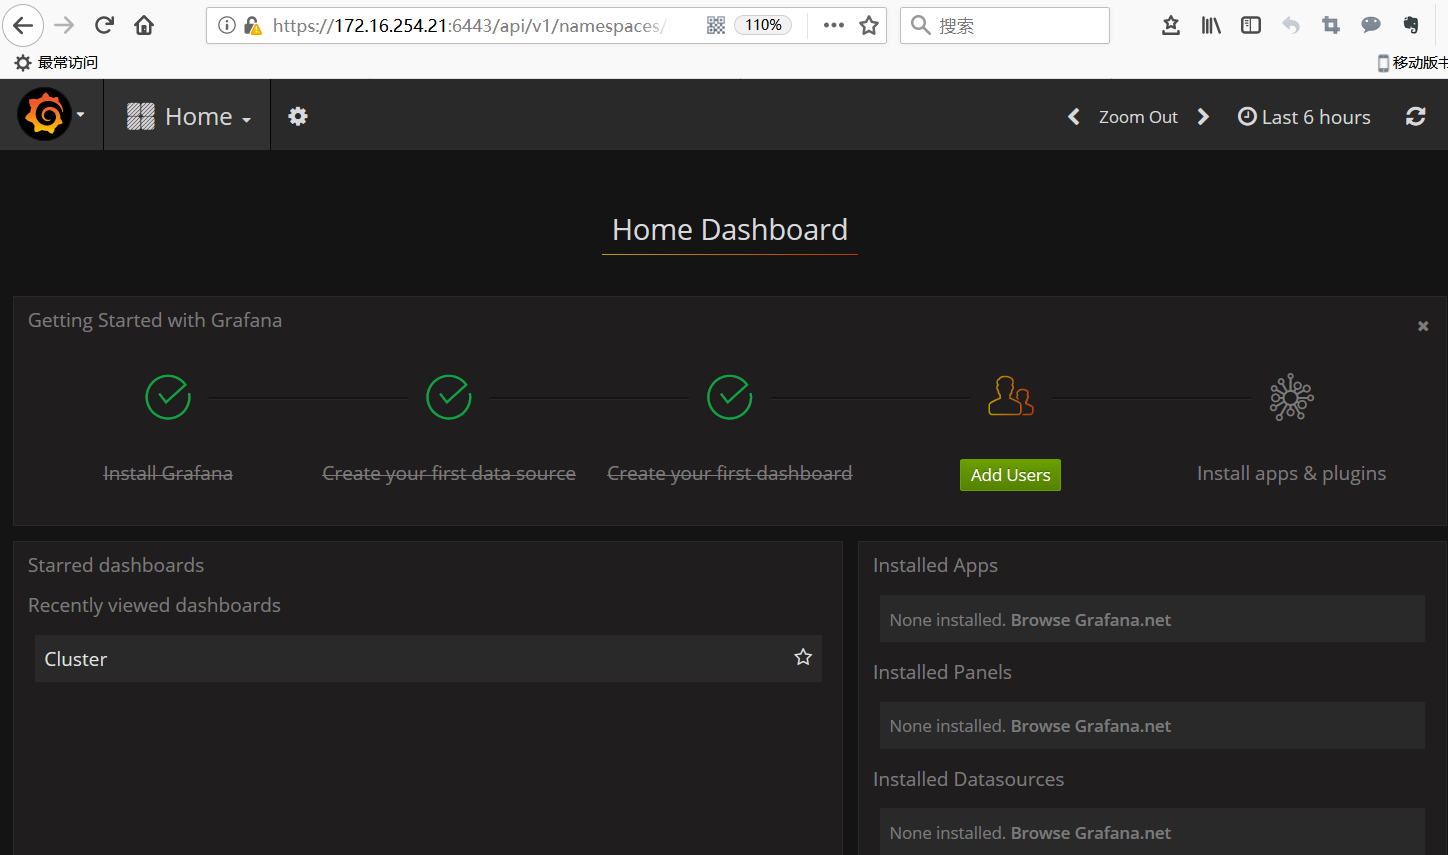 https://172.16.254.21:6443/api/v1/namespaces/
110%
搜索
最常访问
移动版书
Home
Zoom Out
Last 6 hours
Home Dashboard
Getting Started with Grafana
Install Grafana
Create your first data source
Create your first dashboard
Add Users
Install apps & plugins
Starred dashboards
Recently viewed dashboards
Cluster
Installed Apps
None installed. Browse Grafana.net
Installed Panels
None installed. Browse Grafana.net
Installed Datasources
None installed. Browse Grafana.net